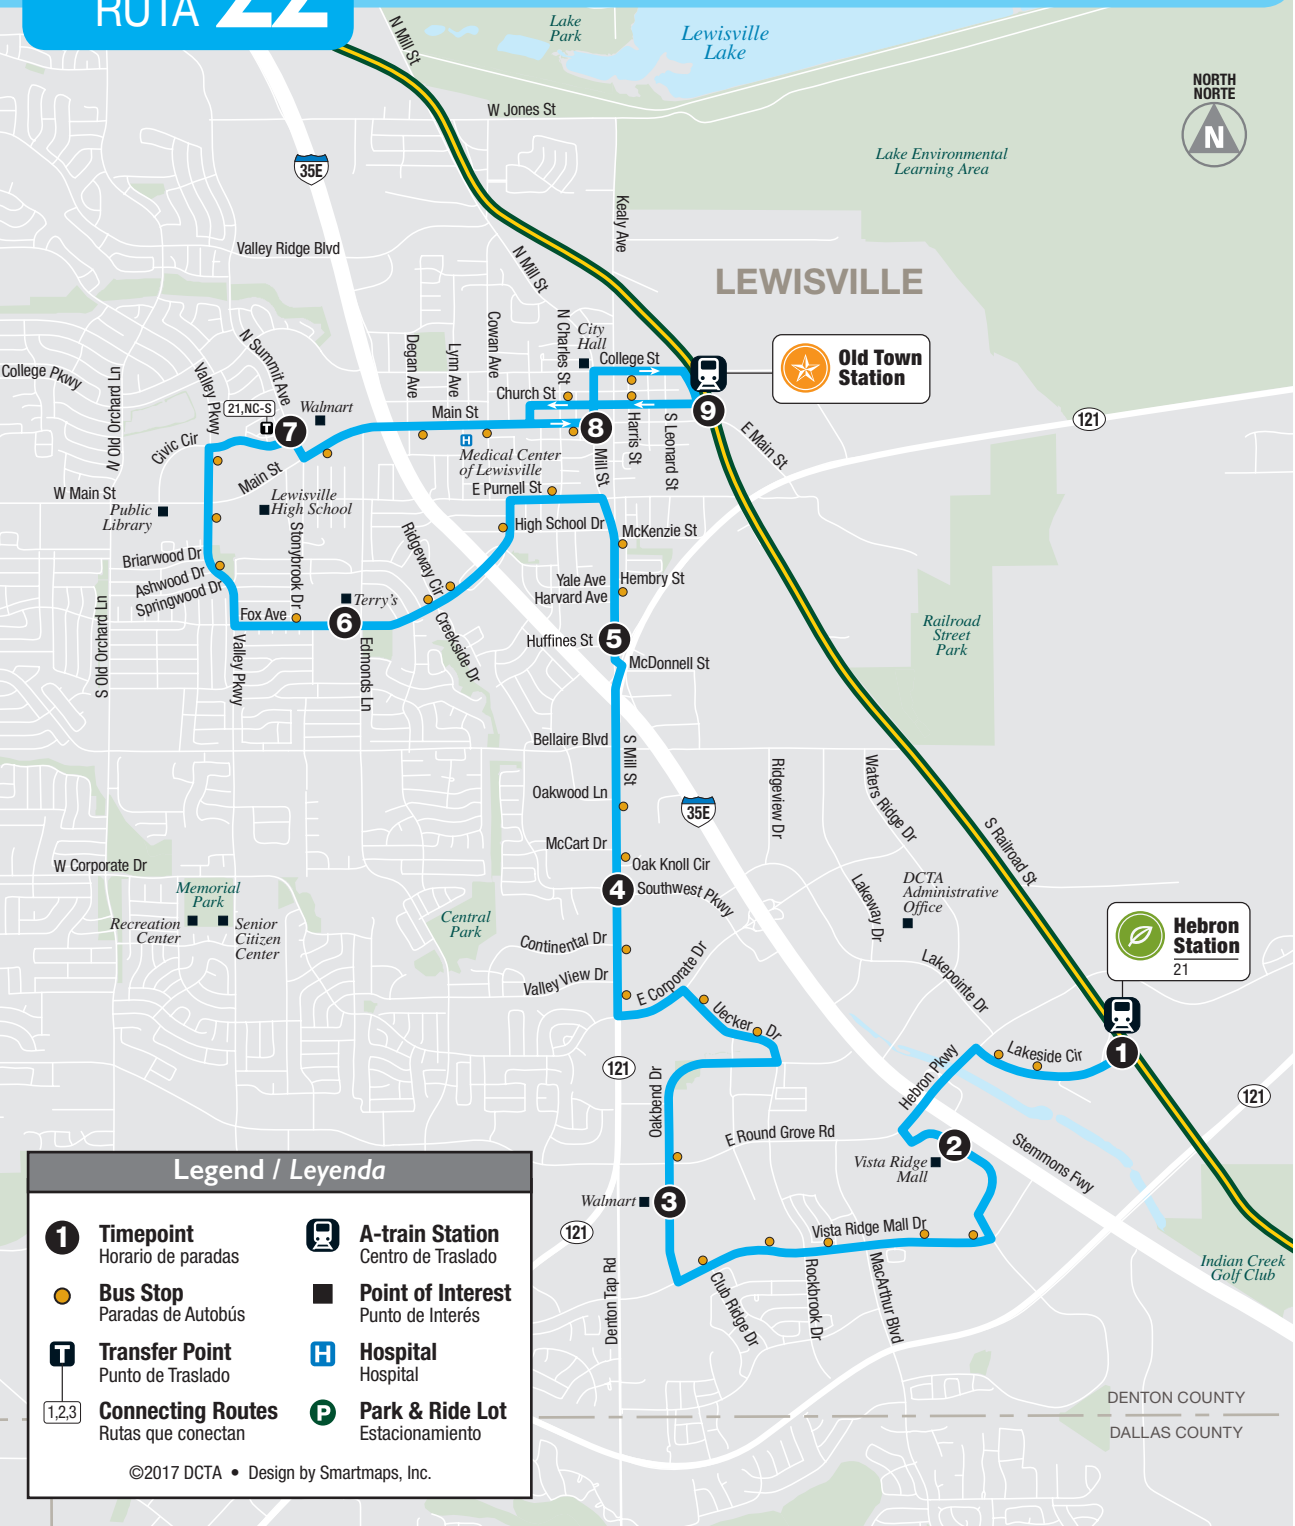 RUTA 22
N Mill St
Lake
Park
Lewisville
Lake
NORTH
NORTE
N
W Jones St
35E
Lake Environmental
Learning Area
Kealy Ave
Valley Ridge Blvd
N Mill St
LEWISVILLE
N Summit Ave
Degan Ave
Lynn Ave
Cowan Ave
N Charles St
City
Hall
College St
Old Town
Station
College Pkwy
N Old Orchard Ln
Valley Pkwy
21,NC-S
T
Walmart
Church St
Main St
7
8
9
Harris St
S Leonard St
E Main St
121
Civic Cir
Main St
H
Medical Center
of Lewisville
Mill St
E Purnell St
W Main St
Public
Library
Lewisville
High School
Stonybrook Dr
Ridgeway Cir
High School Dr
McKenzie St
Briarwood Dr
Ashwood Dr
Springwood Dr
Terry's
Yale Ave
Hembry St
Harvard Ave
Fox Ave
6
Huffines St
5
McDonnell St
Railroad
Street
Park
S Old Orchard Ln
Valley Pkwy
Edmonds Ln
Creekside Dr
Bellaire Blvd
S Mill St
Ridgeview Dr
Waters Ridge Dr
Oakwood Ln
35E
McCart Dr
S Railroad St
W Corporate Dr
Oak Knoll Cir
4
Southwest Pkwy
Memorial
Park
Recreation
Center
Senior
Citizen
Center
Central
Park
Lakeway Dr
DCTA
Administrative
Office
Hebron
Station
21
Continental Dr
Valley View Dr
E Corporate Dr
Lakepointe Dr
Uecker Dr
1
Lakeside Cir
Hebron Pkwy
121
121
Oakbend Dr
E Round Grove Rd
2
Vista Ridge
Mall
Stemmons Fwy
Walmart
3
121
Vista Ridge Mall Dr
Denton Tap Rd
Club Ridge Dr
Rockbrook Dr
MacArthur Blvd
Indian Creek
Golf Club
DENTON COUNTY
DALLAS COUNTY
Legend / Leyenda
1
Timepoint
Horario de paradas
A-train Station
Centro de Traslado
Bus Stop
Paradas de Autobús
Point of Interest
Punto de Interés
T
Transfer Point
Punto de Traslado
H
Hospital
Hospital
1,2,3
Connecting Routes
Rutas que conectan
P
Park & Ride Lot
Estacionamiento
©2017 DCTA • Design by Smartmaps, Inc.